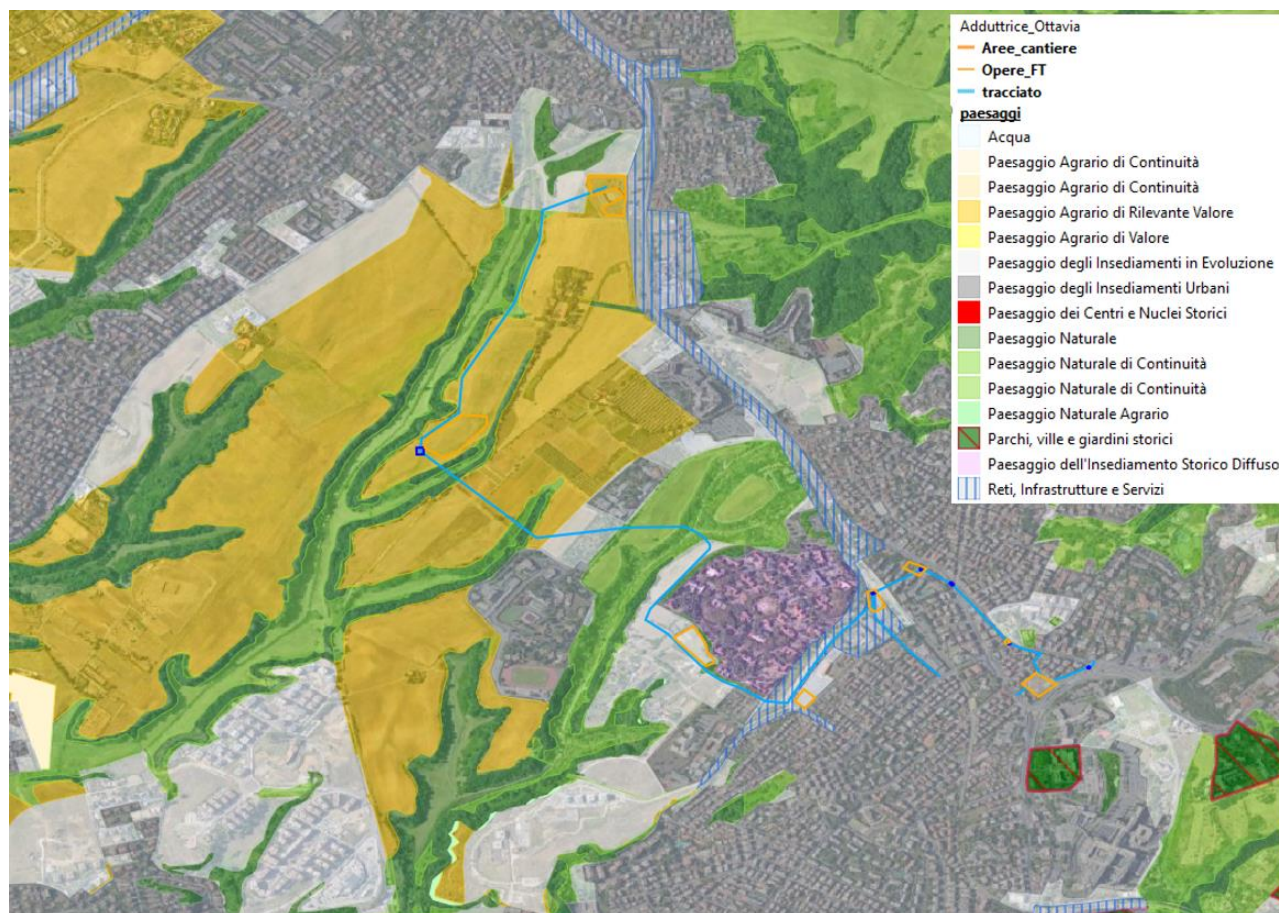 Adduttrice_Ottavia
Aree_cantiere
Opere_FT
tracciato
paesaggi
Acqua
Paesaggio Agrario di Continuità
Paesaggio Agrario di Continuità
Paesaggio Agrario di Rilevante Valore
Paesaggio Agrario di Valore
Paesaggio degli Insediamenti in Evoluzione
Paesaggio degli Insediamenti Urbani
Paesaggio dei Centri e Nuclei Storici
Paesaggio Naturale
Paesaggio Naturale di Continuità
Paesaggio Naturale di Continuità
Paesaggio Naturale Agrario
Parchi, ville e giardini storici
Paesaggio dell'Insediamento Storico Diffuso
Reti, Infrastrutture e Servizi